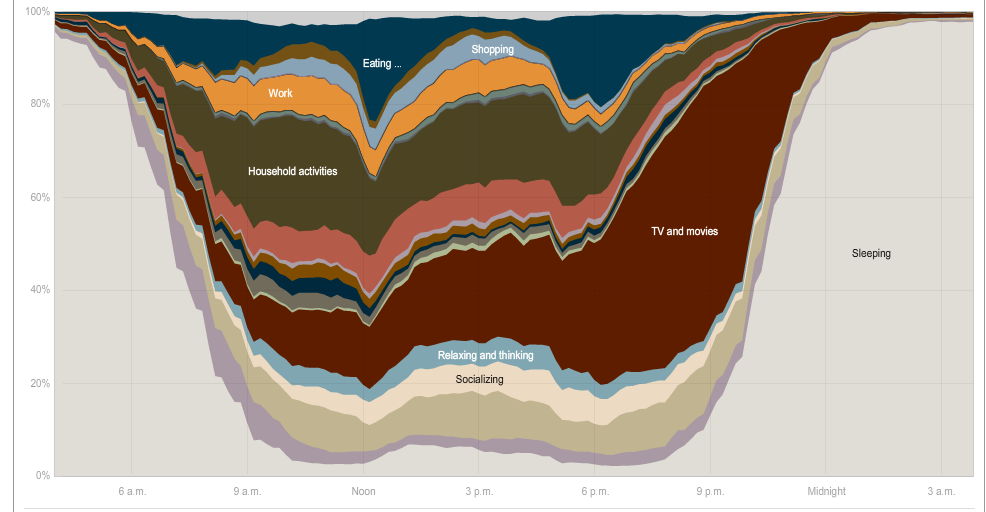 100%
Eating ...
Shopping
Work
80%
Household activities
60%
TV and movies
Sleeping
40%
Relaxing and thinking
Socializing
20%
0%
6 a.m. 9 a.m. Noon 3 p.m. 6 p.m. 9 p.m. Midnight 3 a.m.